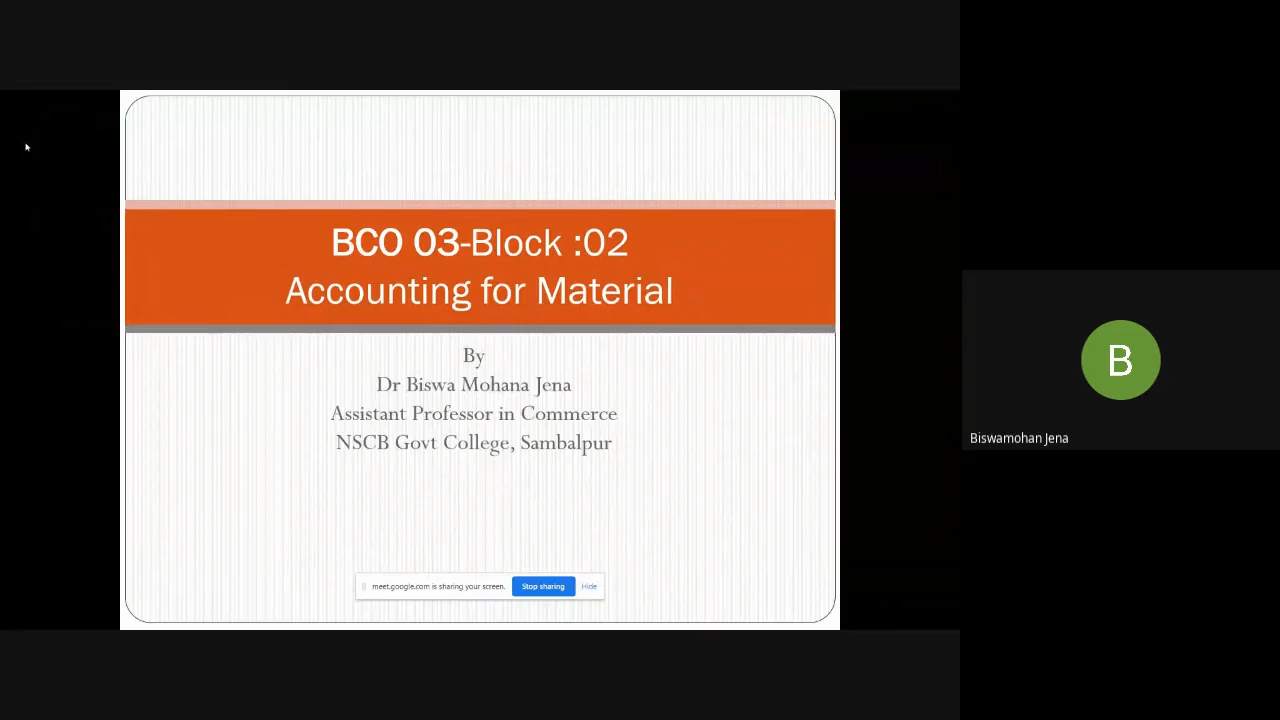 BCO 03-Block :02
Accounting for Material
By
Dr Biswa Mohana Jena
Assistant Professor in Commerce
NSCB Govt College, Sambalpur
meet.google.com is sharing your screen. Stop sharing Hide
B
Biswamohan Jena